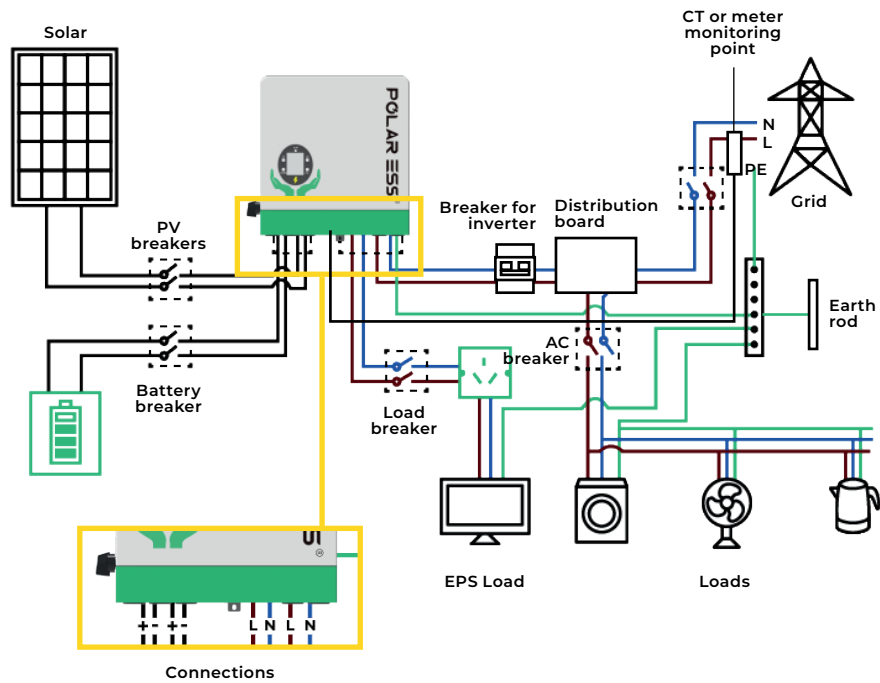 Solar
CT or meter
monitoring
point
POLAR ESS
N
L
PE
Grid
PV
breakers
Breaker for
inverter
Distribution
board
Earth
rod
AC
breaker
Battery
breaker
Load
breaker
EPS Load
Loads
+ - + -
L N L N
Connections